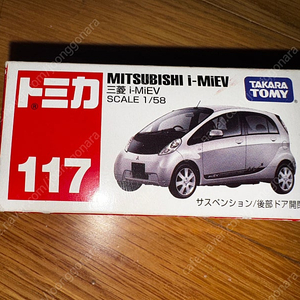 トミカ
117
MITSUBISHI i-MiEV
三菱 i-MiEV
SCALE 1/58
TAKARA
TOMY
サスペンション/後部ドア開閉